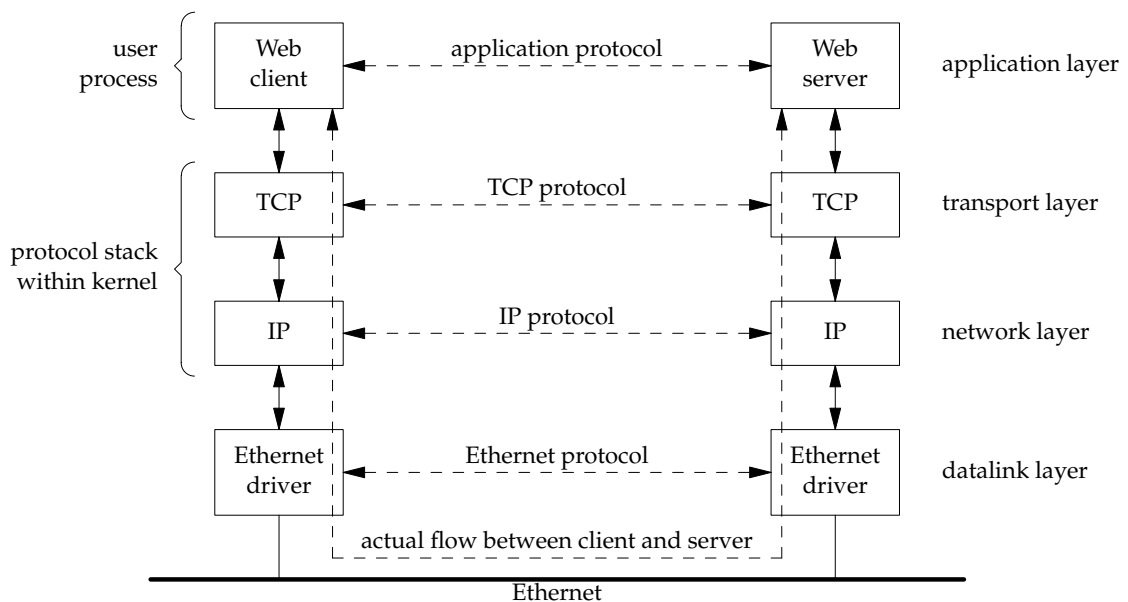 user
process
Web
client
application protocol
Web
server
application layer
TCP
TCP protocol
TCP
transport layer
protocol stack
within kernel
IP
IP protocol
IP
network layer
Ethernet
driver
Ethernet protocol
Ethernet
driver
datalink layer
actual flow between client and server
Ethernet